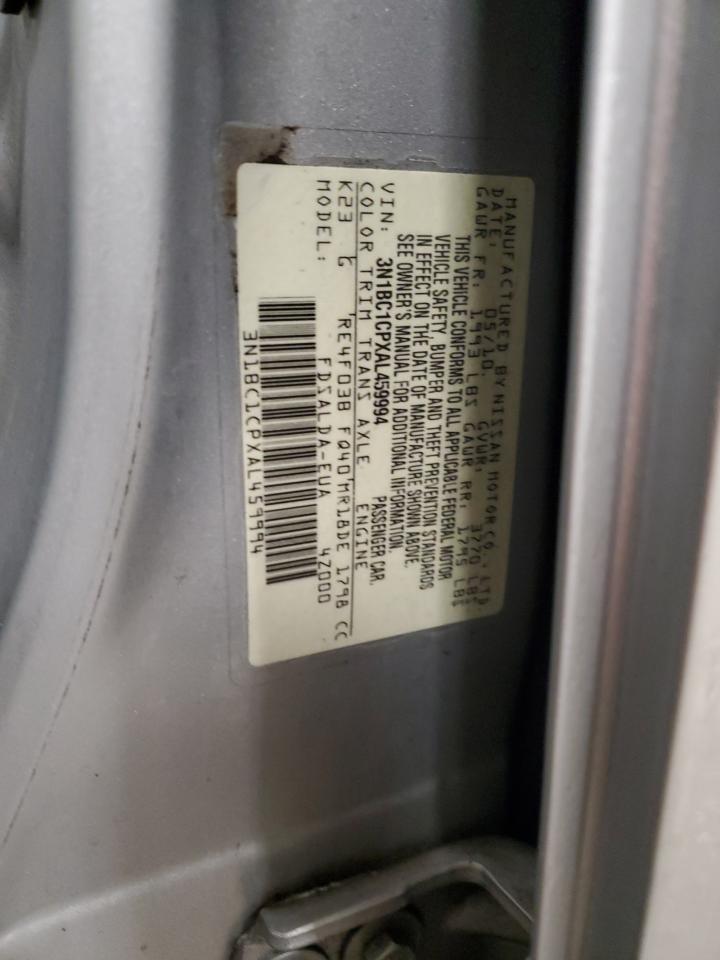 MANUFACTURED BY NISSAN MOTOR CO., LTD.
DATE: 05/10. GVWR: 3770 LBS
GAWR FR: 1993 LBS GAWR RR: 1795 LBS
THIS VEHICLE CONFORMS TO ALL APPLICABLE FEDERAL MOTOR
VEHICLE SAFETY, BUMPER AND THEFT PREVENTION STANDARDS
IN EFFECT ON THE DATE OF MANUFACTURE SHOWN ABOVE.
SEE OWNER'S MANUAL FOR ADDITIONAL INFORMATION.
VIN: 3N1BC1CPXAL459994 PASSENGER CAR.
COLOR TRIM TRANS AXLE ENGINE
K23 G RE4F03B FQ40 MR18DE 1798 CC
MODEL: FDSALDA-EUA 4Z000
3N1BC1CPXAL459994